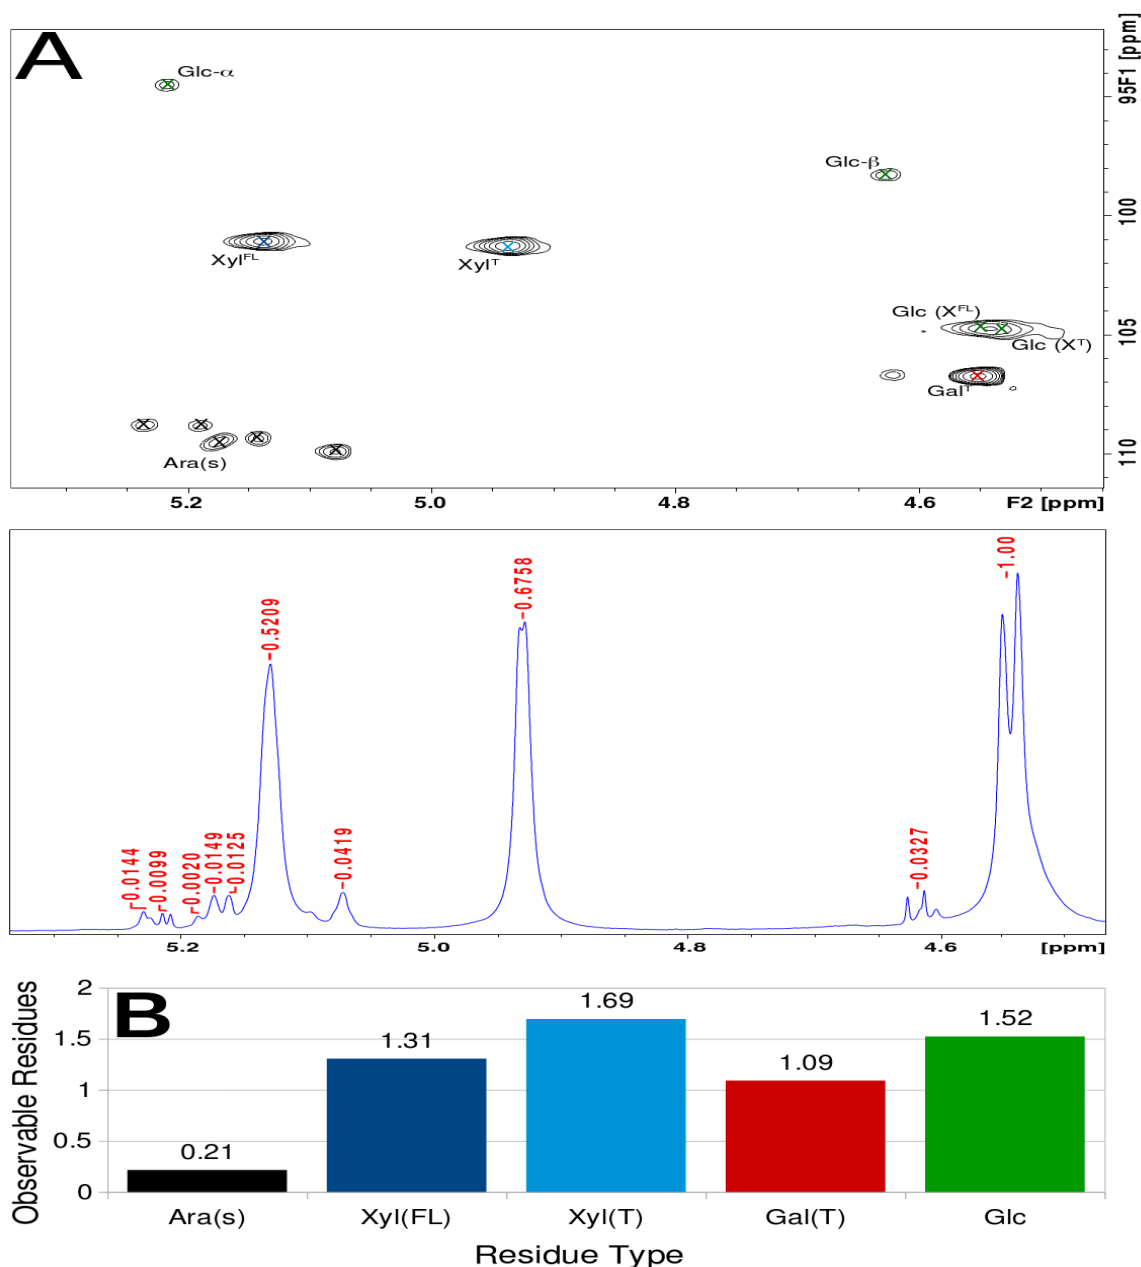 A
Glc-α
Glc-β
XylFL
XylT
Glc (XFL)
Glc (XT)
GalT
Ara(s)
95
F1 [ppm]
100
105
110
5.2
5.0
4.8
4.6
F2 [ppm]
0.0144
0.0099
0.0020
0.0149
0.0125
0.5209
0.0419
0.6758
0.0327
1.00
5.2
5.0
4.8
4.6
[ppm]
B
Observable Residues
2
1.5
1
0.5
0
0.21
1.31
1.69
1.09
1.52
Ara(s)
Xyl(FL)
Xyl(T)
Gal(T)
Glc
Residue Type